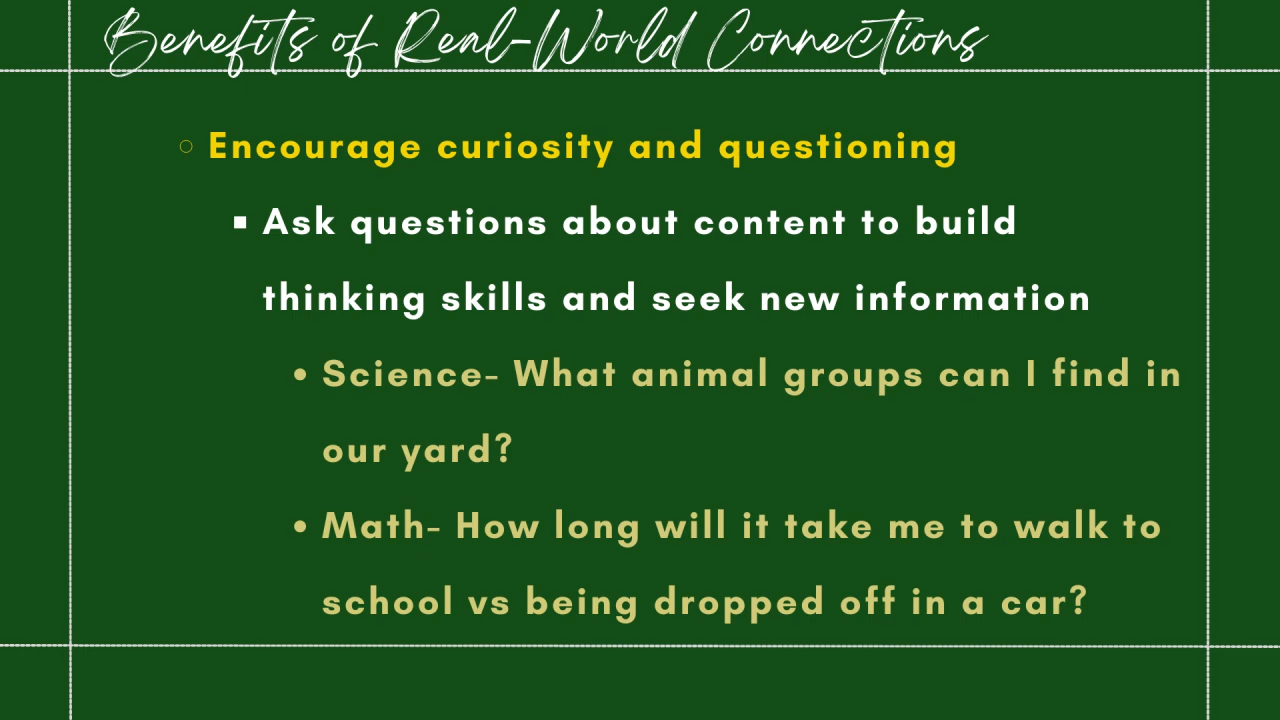 Benefits of Real-World Connections
Encourage curiosity and questioning
Ask questions about content to build
thinking skills and seek new information
Science- What animal groups can I find in
our yard?
Math- How long will it take me to walk to
school vs being dropped off in a car?